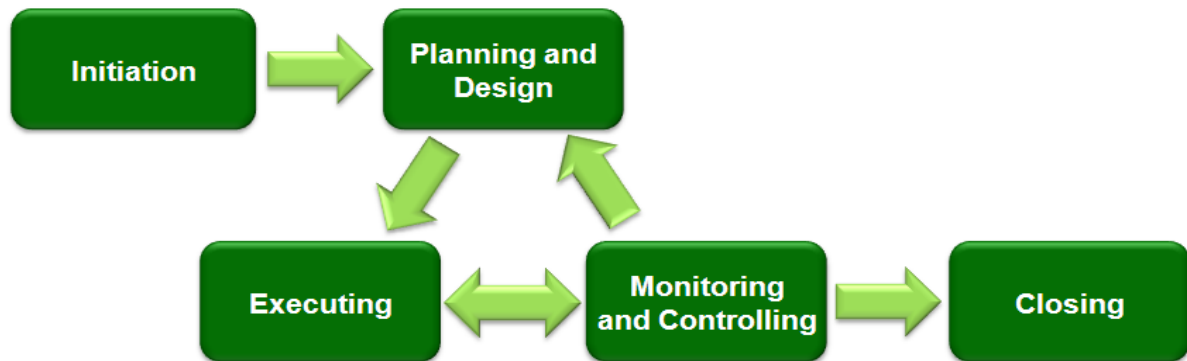 Initiation
Planning and
Design
Executing
Monitoring
and Controlling
Closing